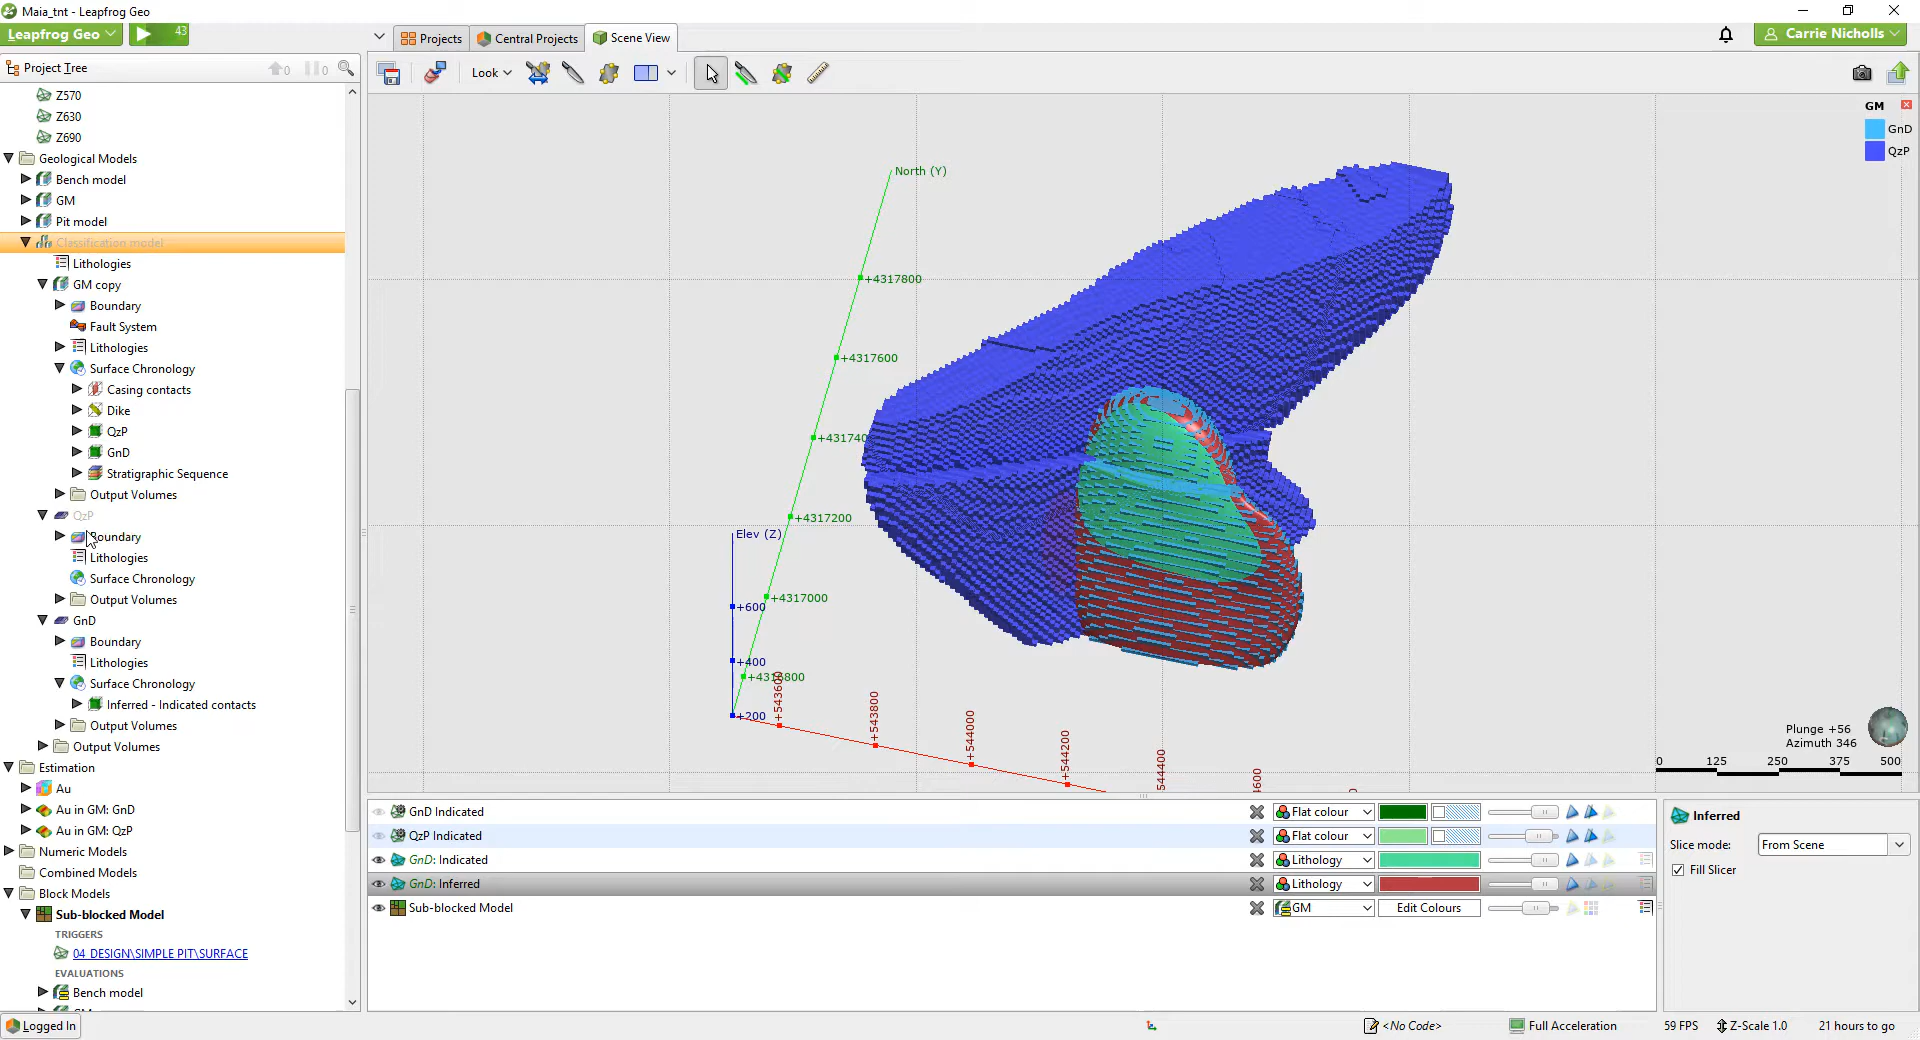 Maia_tnt - Leapfrog Geo
Leapfrog Geo
43
Projects
Central Projects
Scene View
Carrie Nicholls
Project Tree
0
0
Look
Z570
Z630
Z690
Geological Models
Bench model
GM
Pit model
Classification model
Lithologies
GM copy
Boundary
Fault System
Lithologies
Surface Chronology
Casing contacts
Dike
QzP
GnD
Stratigraphic Sequence
Output Volumes
QzP
Boundary
Lithologies
Surface Chronology
Output Volumes
GnD
Boundary
Lithologies
Surface Chronology
Inferred - Indicated contacts
Output Volumes
Output Volumes
Estimation
Au
Au in GM: GnD
Au in GM: QzP
Numeric Models
Combined Models
Block Models
Sub-blocked Model
TRIGGERS
04_DESIGN\SIMPLE PIT\SURFACE
EVALUATIONS
Bench model
Logged In
GM
GnD
QzP
North (Y)
+4317800
+4317600
+431740
+4317200
Elev (Z)
+4317000
+600
+400
+200
+543800
+544000
+544200
544400
Plunge +56
Azimuth 346
0 125 250 375 500
GnD Indicated Flat colour
QzP Indicated Flat colour
GnD: Indicated Lithology
GnD: Inferred Lithology
Sub-blocked Model GM Edit Colours
Inferred
Slice mode: From Scene
Fill Slicer
<No Code>
Full Acceleration
59 FPS
Z-Scale 1.0
21 hours to go